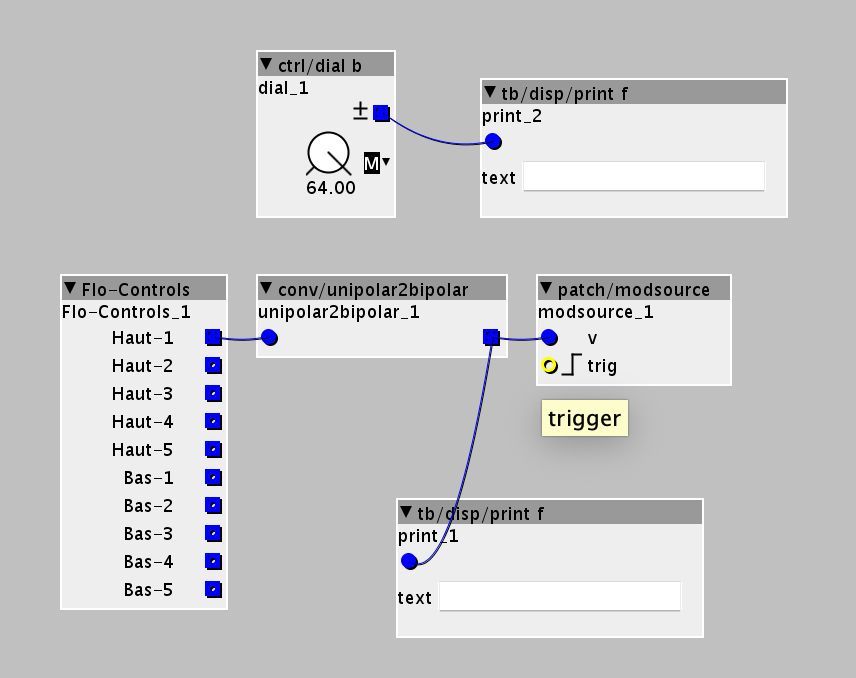 ctrl/dial b
dial_1
±
M
64.00
tb/disp/print f
print_2
text
Flo-Controls
Flo-Controls_1
Haut-1
Haut-2
Haut-3
Haut-4
Haut-5
Bas-1
Bas-2
Bas-3
Bas-4
Bas-5
conv/unipolar2bipolar
unipolar2bipolar_1
patch/modsource
modsource_1
v
trig
trigger
tb/disp/print f
print_1
text